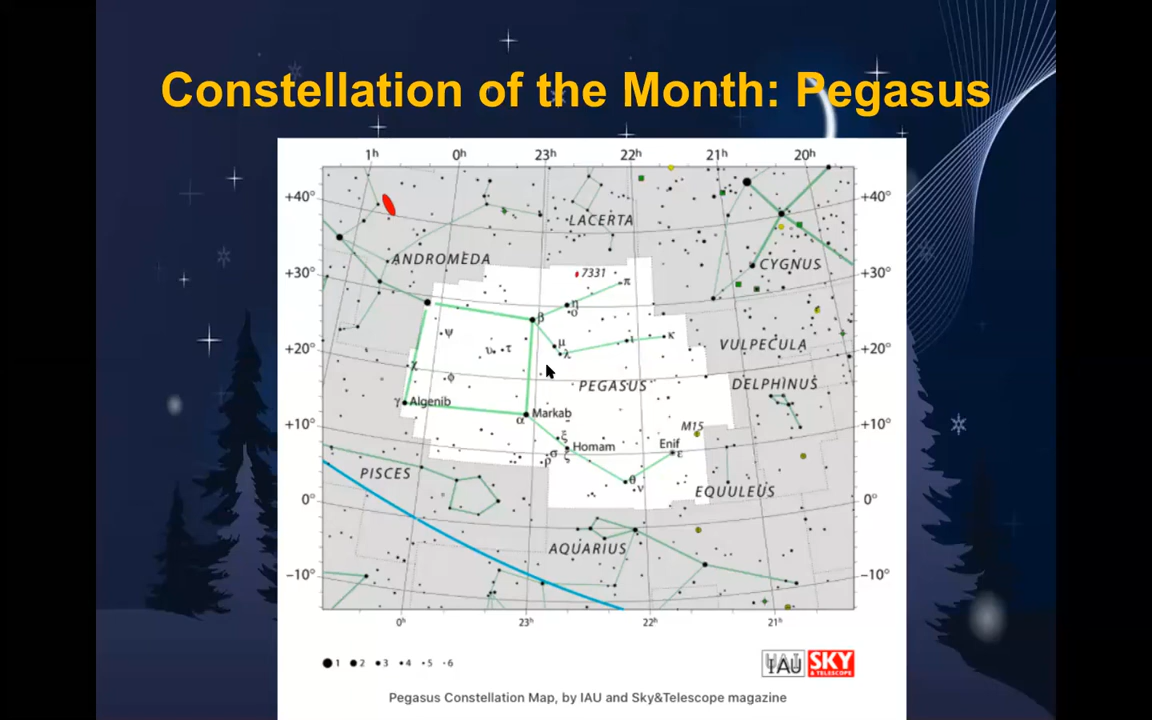 Constellation of the Month: Pegasus
1h 0h 23h 22h 21h 20h
+40° +40°
LACERTA
ANDROMEDA
CYGNUS
+30° 7331 π +30°
η
ο
β
ψ μ ι κ
υ τ λ
+20° VULPECULA +20°
χ
φ PEGASUS DELPHINUS
γ Algenib
α Markab
+10° M15 +10°
ξ
Homam Enif
ρ σ ζ ε
PISCES
θ
ν EQUULEUS
0° 0°
AQUARIUS
−10° −10°
0h 23h 22h 21h
1 2 3 4 5 6
IAU SKY
& TELESCOPE
Pegasus Constellation Map, by IAU and Sky&Telescope magazine